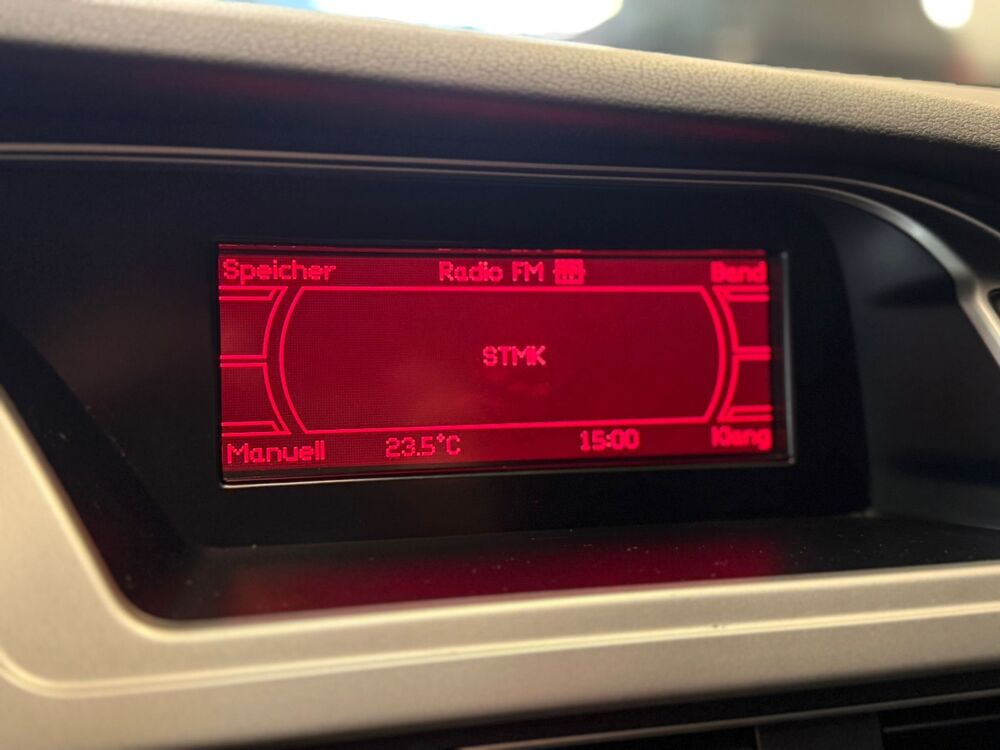 Speicher Radio FM Band
STMK
Manuell 23.5°C 15:00 Klang